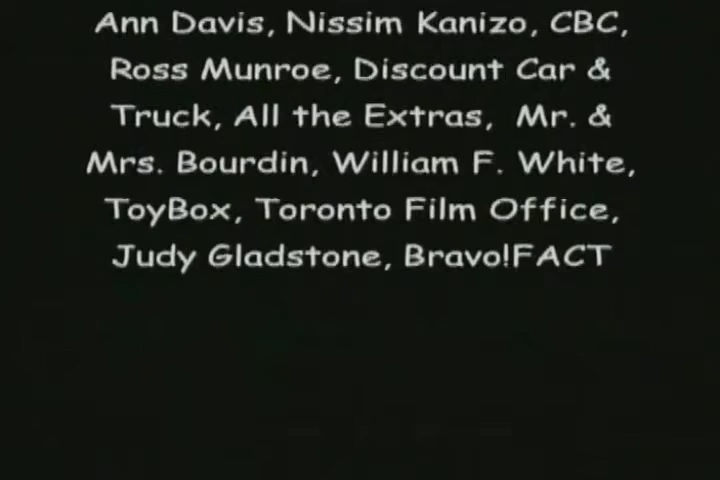 Ann Davis, Nissim Kanizo, CBC,
Ross Munroe, Discount Car &
Truck, All the Extras,  Mr. &
Mrs. Bourdin, William F. White,
ToyBox, Toronto Film Office,
Judy Gladstone, Bravo!FACT